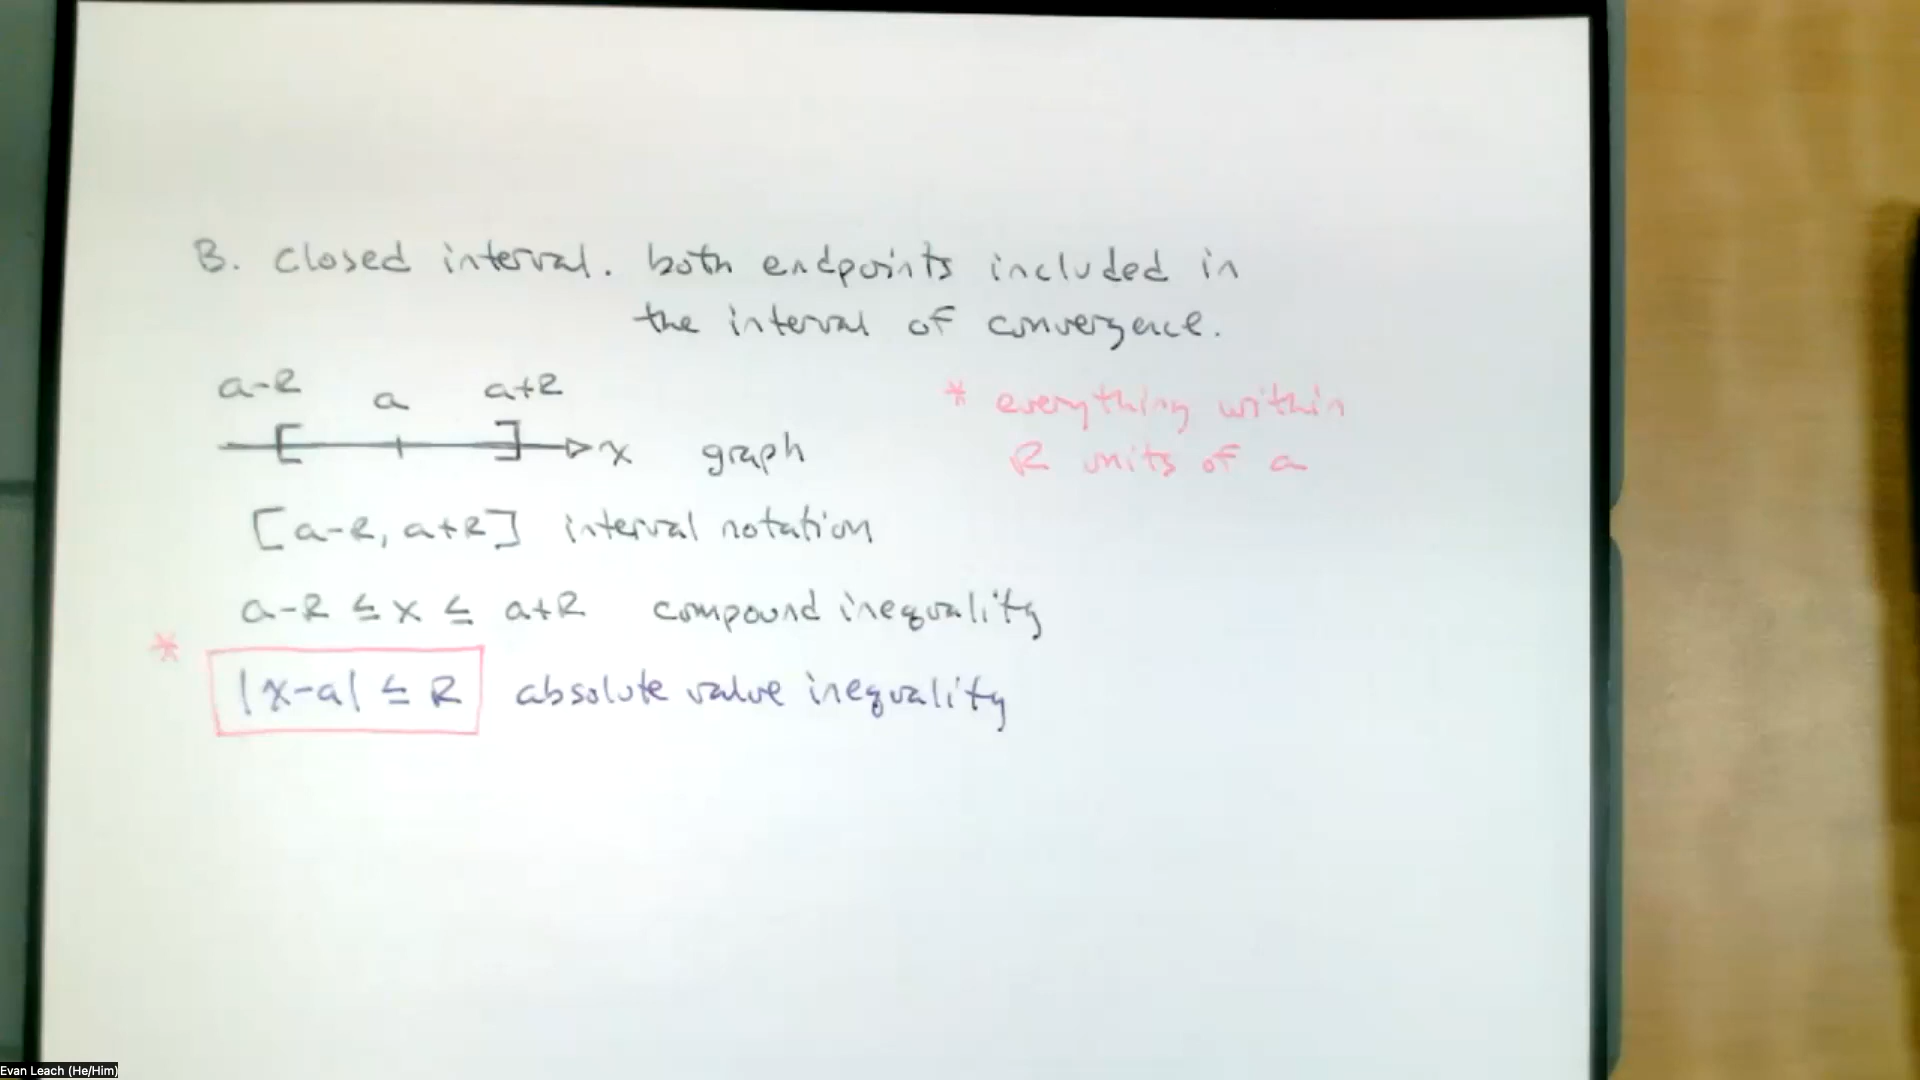 B. closed interval. both endpoints included in
the interval of convergence.
a-R a a+R
x graph
* everything within
R units of a
[a-R, a+R] interval notation
a-R ≤ x ≤ a+R compound inequality
*
|x-a| ≤ R absolute value inequality
Evan Leach (He/Him)